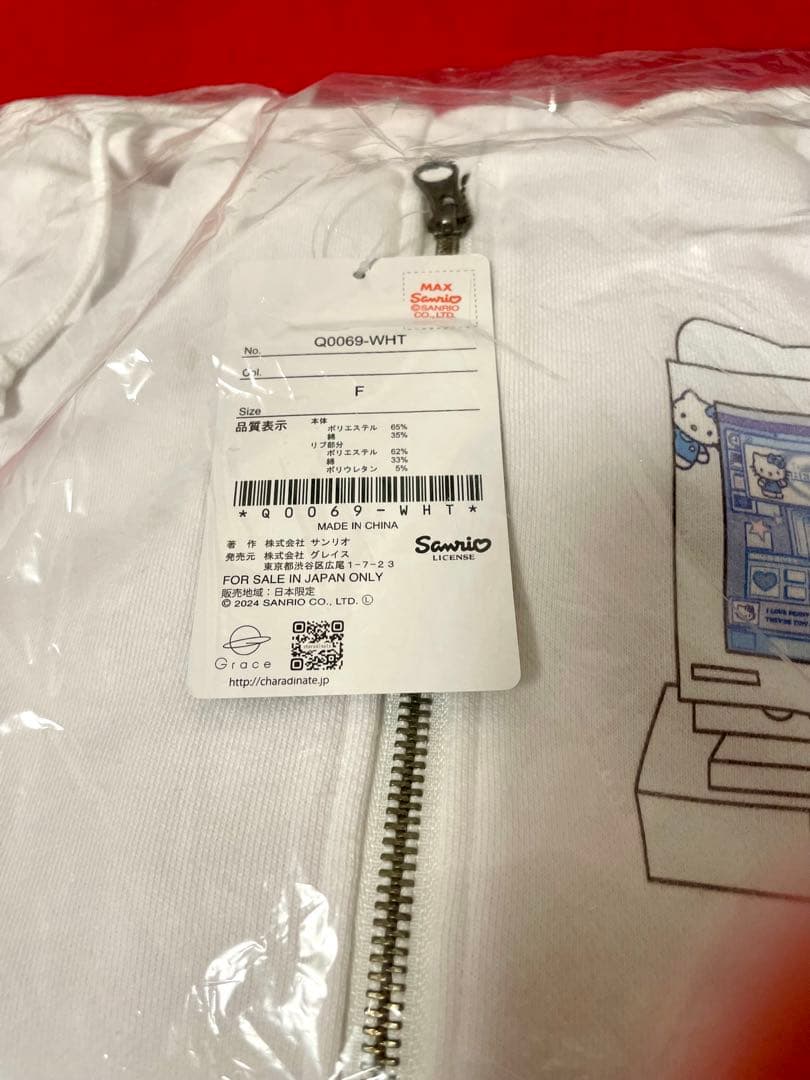 MAX
Sanrio
©SANRIO
CO., LTD.
No. Q0069-WHT
Col.
Size F
品質表示 本体
ポリエステル 65%
綿 35%
リブ部分
ポリエステル 62%
綿 33%
ポリウレタン 5%
*Q0069-WHT*
MADE IN CHINA
著 作 株式会社 サンリオ
発売元 株式会社 グレイス
東京都渋谷区広尾1-7-23
Sanrio
LICENSE
FOR SALE IN JAPAN ONLY
販売地域:日本限定
© 2024 SANRIO CO., LTD. Ⓛ
Grace
charadinate
http://charadinate.jp